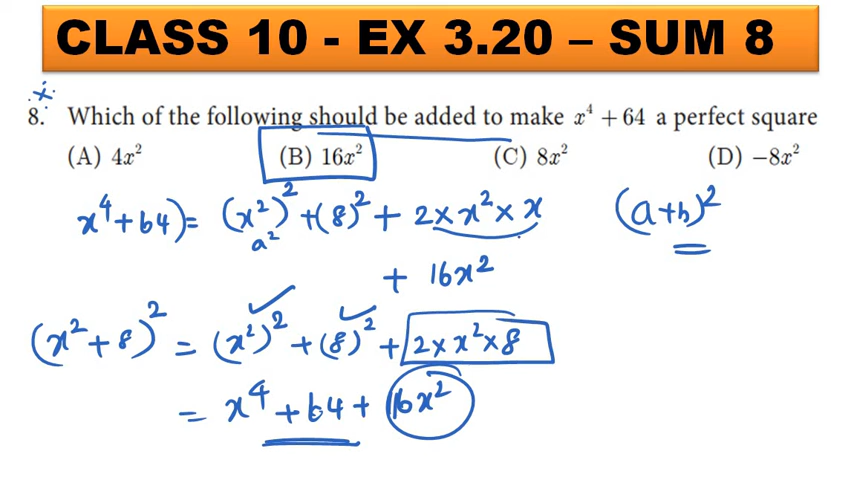 CLASS 10 - EX 3.20 – SUM 8
8. Which of the following should be added to make x⁴ + 64 a perfect square
(A) 4x² (B) 16x² (C) 8x² (D) −8x²
x⁴ + 64) = (x²)² + (8)² + 2 × x² × x (a+b)²
a²
+ 16x²
(x² + 8)² = (x²)² + (8)² + 2 × x² × 8
= x⁴ + 64 + 16x²